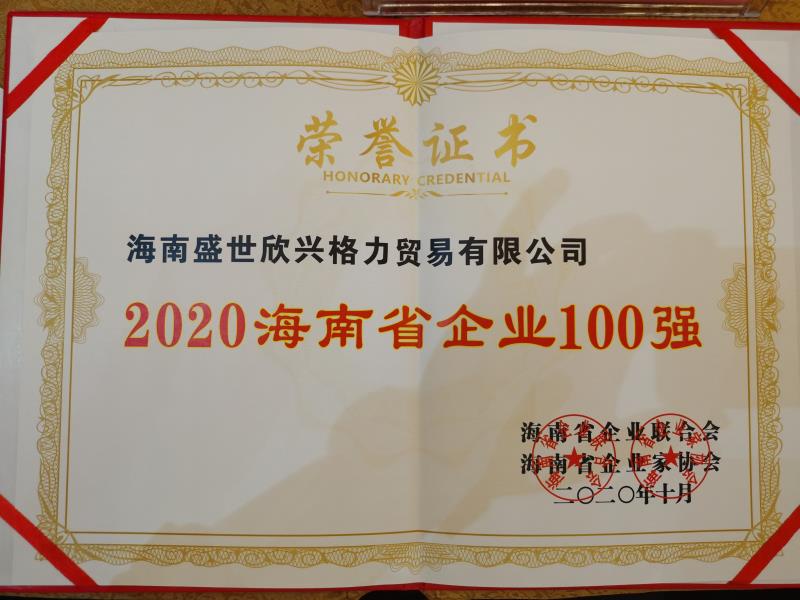 荣誉证书
HONORARY CREDENTIAL
海南盛世欣兴格力贸易有限公司
2020海南省企业100强
海南省企业联合会
海南省企业家协会
二〇二〇年十月